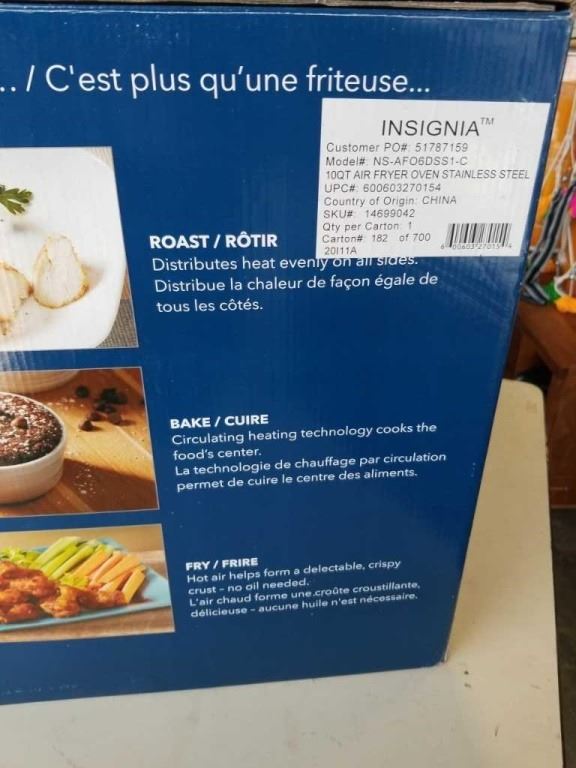 .. / C'est plus qu'une friteuse...
INSIGNIA™
Customer PO#: 51787159
Model#: NS-AFO6DSS1-C
10QT AIR FRYER OVEN STAINLESS STEEL
UPC#: 600603270154
Country of Origin: CHINA
SKU#: 14699042
Qty per Carton: 1
Carton#: 182 of 700
20I11A
6 00603 27015 4
ROAST / RÔTIR
Distributes heat evenly on all sides.
Distribue la chaleur de façon égale de
tous les côtés.
BAKE / CUIRE
Circulating heating technology cooks the
food's center.
La technologie de chauffage par circulation
permet de cuire le centre des aliments.
FRY / FRIRE
Hot air helps form a delectable, crispy
crust – no oil needed.
L'air chaud forme une croûte croustillante,
délicieuse – aucune huile n'est nécessaire.